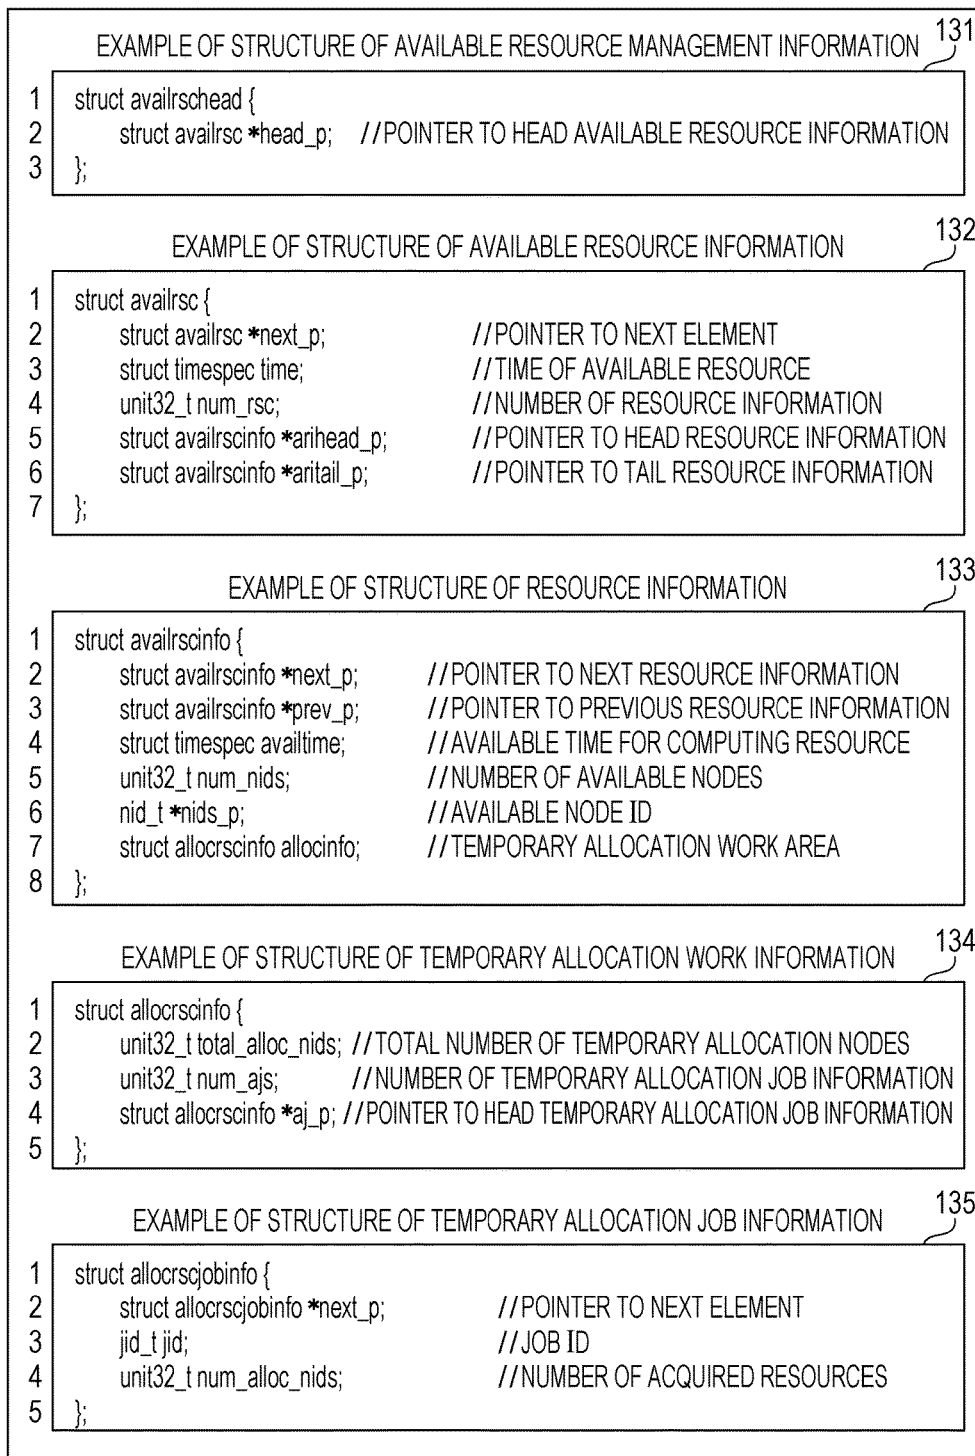 EXAMPLE OF STRUCTURE OF AVAILABLE RESOURCE MANAGEMENT INFORMATION 131
1 struct availrschead {
2 struct availrsc *head_p; //POINTER TO HEAD AVAILABLE RESOURCE INFORMATION
3 };
EXAMPLE OF STRUCTURE OF AVAILABLE RESOURCE INFORMATION 132
1 struct availrsc {
2 struct availrsc *next_p; //POINTER TO NEXT ELEMENT
3 struct timespec time; //TIME OF AVAILABLE RESOURCE
4 unit32_t num_rsc; //NUMBER OF RESOURCE INFORMATION
5 struct availrscinfo *arihead_p; //POINTER TO HEAD RESOURCE INFORMATION
6 struct availrscinfo *aritail_p; //POINTER TO TAIL RESOURCE INFORMATION
7 };
EXAMPLE OF STRUCTURE OF RESOURCE INFORMATION 133
1 struct availrscinfo {
2 struct availrscinfo *next_p; //POINTER TO NEXT RESOURCE INFORMATION
3 struct availrscinfo *prev_p; //POINTER TO PREVIOUS RESOURCE INFORMATION
4 struct timespec availtime; //AVAILABLE TIME FOR COMPUTING RESOURCE
5 unit32_t num_nids; //NUMBER OF AVAILABLE NODES
6 nid_t *nids_p; //AVAILABLE NODE ID
7 struct allocrscinfo allocinfo; //TEMPORARY ALLOCATION WORK AREA
8 };
EXAMPLE OF STRUCTURE OF TEMPORARY ALLOCATION WORK INFORMATION 134
1 struct allocrscinfo {
2 unit32_t total_alloc_nids; //TOTAL NUMBER OF TEMPORARY ALLOCATION NODES
3 unit32_t num_ajs; //NUMBER OF TEMPORARY ALLOCATION JOB INFORMATION
4 struct allocrscinfo *aj_p; //POINTER TO HEAD TEMPORARY ALLOCATION JOB INFORMATION
5 };
EXAMPLE OF STRUCTURE OF TEMPORARY ALLOCATION JOB INFORMATION 135
1 struct allocrscjobinfo {
2 struct allocrscjobinfo *next_p; //POINTER TO NEXT ELEMENT
3 jid_t jid; //JOB ID
4 unit32_t num_alloc_nids; //NUMBER OF ACQUIRED RESOURCES
5 };